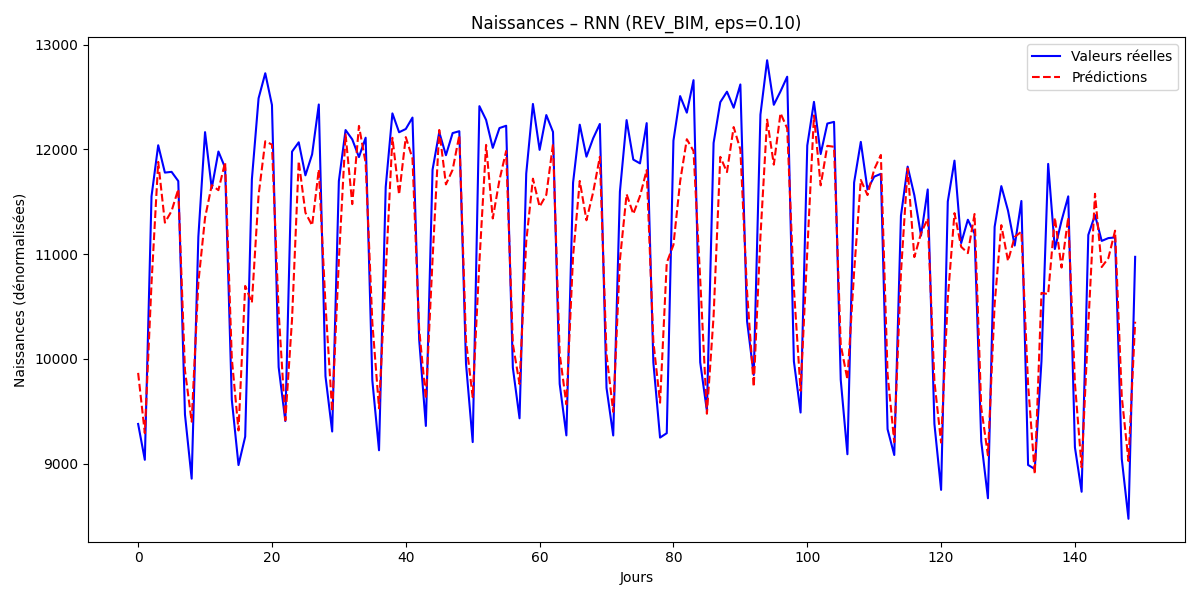 Naissances – RNN (REV_BIM, eps=0.10)
Valeurs réelles
Prédictions
Naissances (dénormalisées)
13000
12000
11000
10000
9000
0 20 40 60 80 100 120 140
Jours